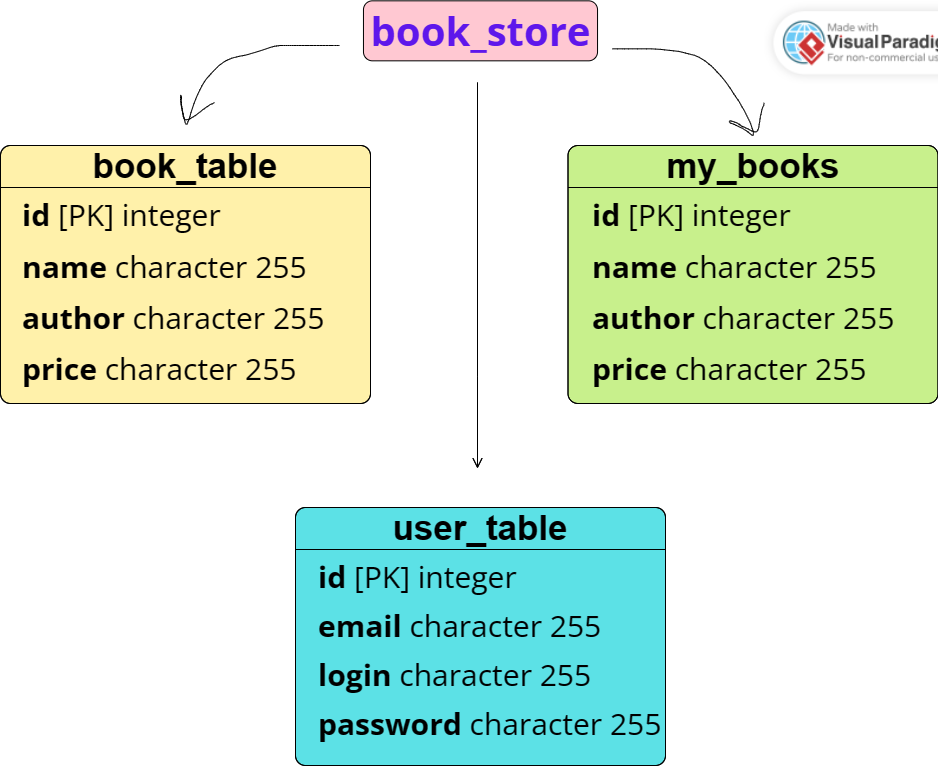 book_store
Made with
VisualParadig
For non-commercial us
book_table
id [PK] integer
name character 255
author character 255
price character 255
my_books
id [PK] integer
name character 255
author character 255
price character 255
user_table
id [PK] integer
email character 255
login character 255
password character 255